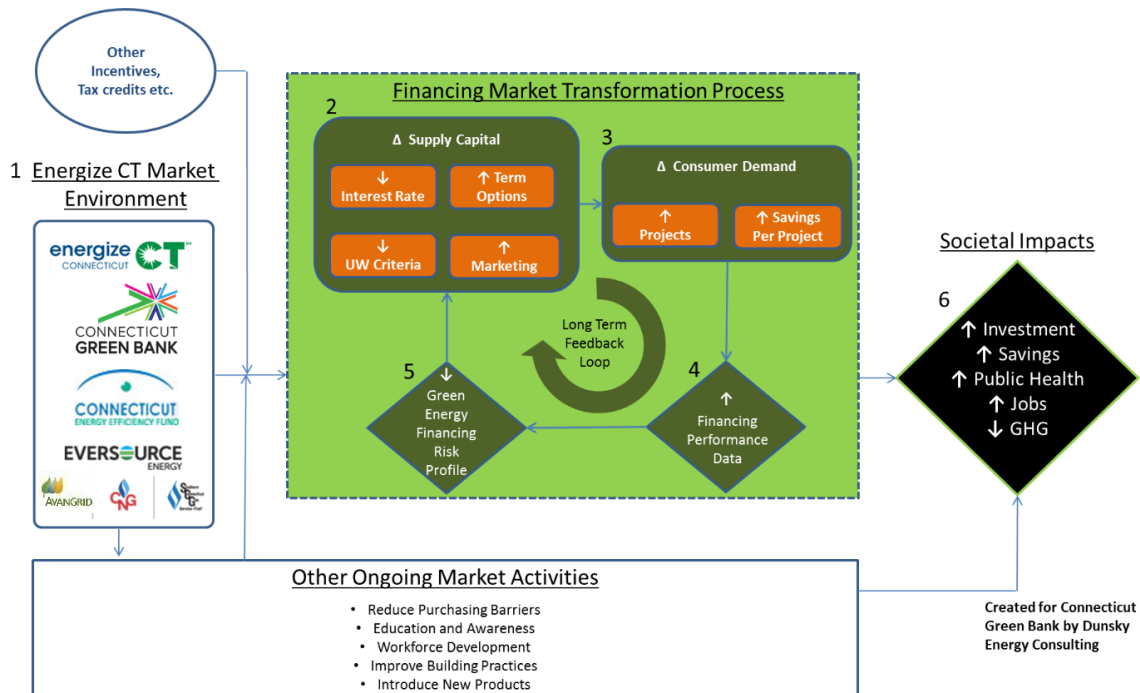 Other
Incentives,
Tax credits etc.
1 Energize CT Market
Environment
energize
CONNECTICUT
CT
CONNECTICUT
GREEN BANK
CONNECTICUT
ENERGY EFFICIENCY FUND
EVERSOURCE
ENERGY
AVANGRID
CNG
Southern
Connecticut
Gas
Financing Market Transformation Process
2
Δ Supply Capital
↓
Interest Rate
↑ Term
Options
↓
UW Criteria
↑
Marketing
3
Δ Consumer Demand
↑
Projects
↑ Savings
Per Project
Long Term
Feedback
Loop
4
↑
Financing
Performance
Data
5
↓
Green
Energy
Financing
Risk
Profile
Societal Impacts
6
↑ Investment
↑ Savings
↑ Public Health
↑ Jobs
↓ GHG
Other Ongoing Market Activities
• Reduce Purchasing Barriers
• Education and Awareness
• Workforce Development
• Improve Building Practices
• Introduce New Products
Created for Connecticut
Green Bank by Dunsky
Energy Consulting